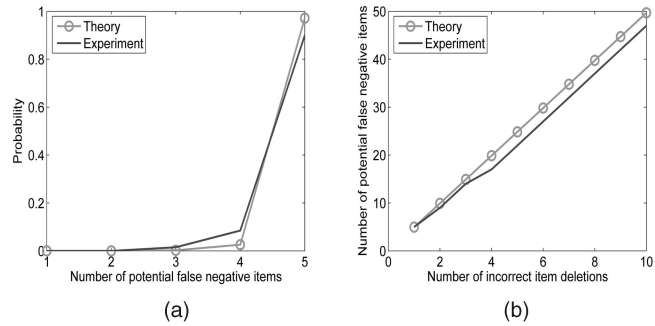 1
0.8
0.6
0.4
0.2
0
Probability
Theory
Experiment
1 2 3 4 5
Number of potential false negative items
(a)
50
40
30
20
10
0
Number of potential false negative items
Theory
Experiment
0 2 4 6 8 10
Number of incorrect item deletions
(b)